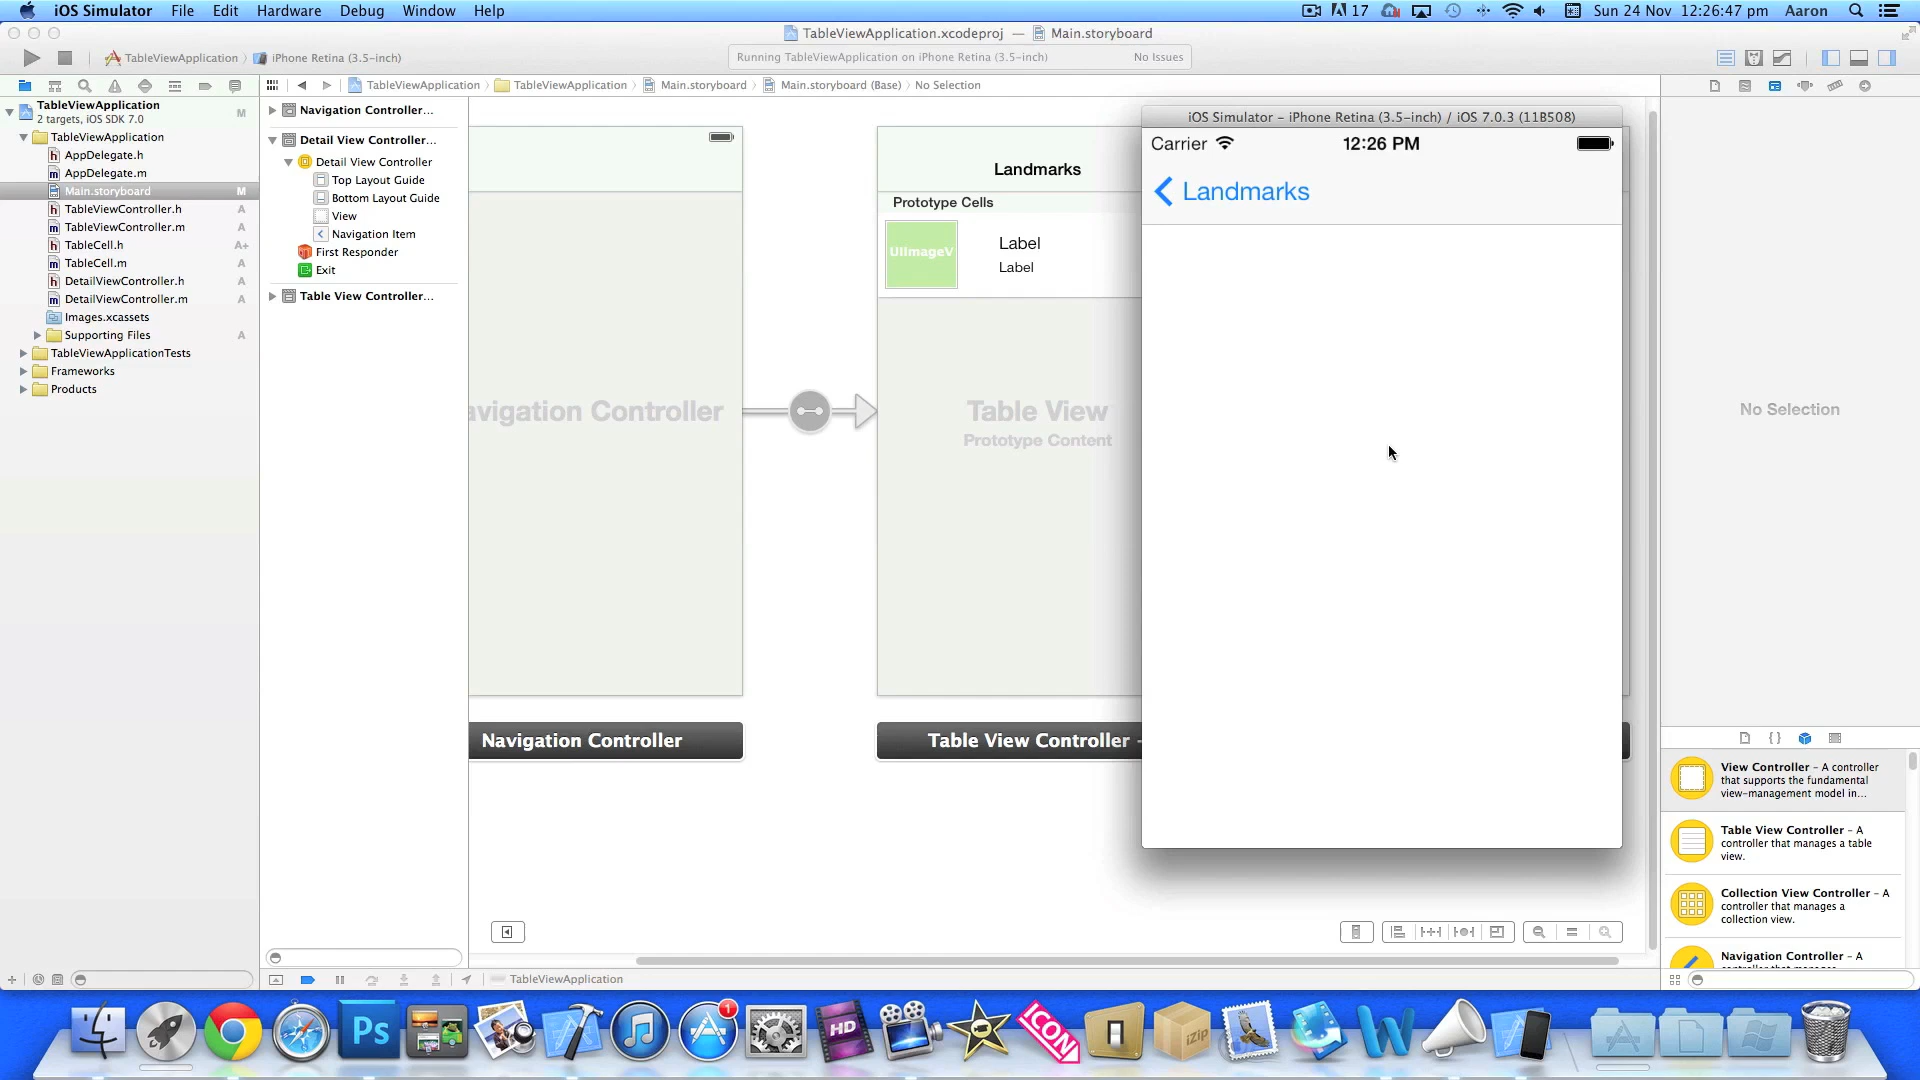 iOS Simulator File Edit Hardware Debug Window Help
17 Sun 24 Nov 12:26:47 pm Aaron
TableViewApplication.xcodeproj — Main.storyboard
TableViewApplication iPhone Retina (3.5-inch)
Running TableViewApplication on iPhone Retina (3.5-inch) No Issues
TableViewApplication TableViewApplication Main.storyboard Main.storyboard (Base) No Selection
TableViewApplication M
2 targets, iOS SDK 7.0
TableViewApplication
AppDelegate.h
AppDelegate.m
Main.storyboard M
TableViewController.h A
TableViewController.m A
TableCell.h A+
TableCell.m A
DetailViewController.h A
DetailViewController.m A
Images.xcassets
Supporting Files A
TableViewApplicationTests
Frameworks
Products
Navigation Controller...
Detail View Controller...
Detail View Controller
Top Layout Guide
Bottom Layout Guide
View
Navigation Item
First Responder
Exit
Table View Controller...
avigation Controller
Navigation Controller
Landmarks
Prototype Cells
UIImageV
Label
Label
Table View
Prototype Content
Table View Controller -
iOS Simulator - iPhone Retina (3.5-inch) / iOS 7.0.3 (11B508)
Carrier 12:26 PM
Landmarks
No Selection
View Controller - A controller
that supports the fundamental
view-management model in...
Table View Controller - A
controller that manages a table
view.
Collection View Controller - A
controller that manages a
collection view.
Navigation Controller - A
controller that manages
TableViewApplication
Ps
1
HD
ICON
iZip
W